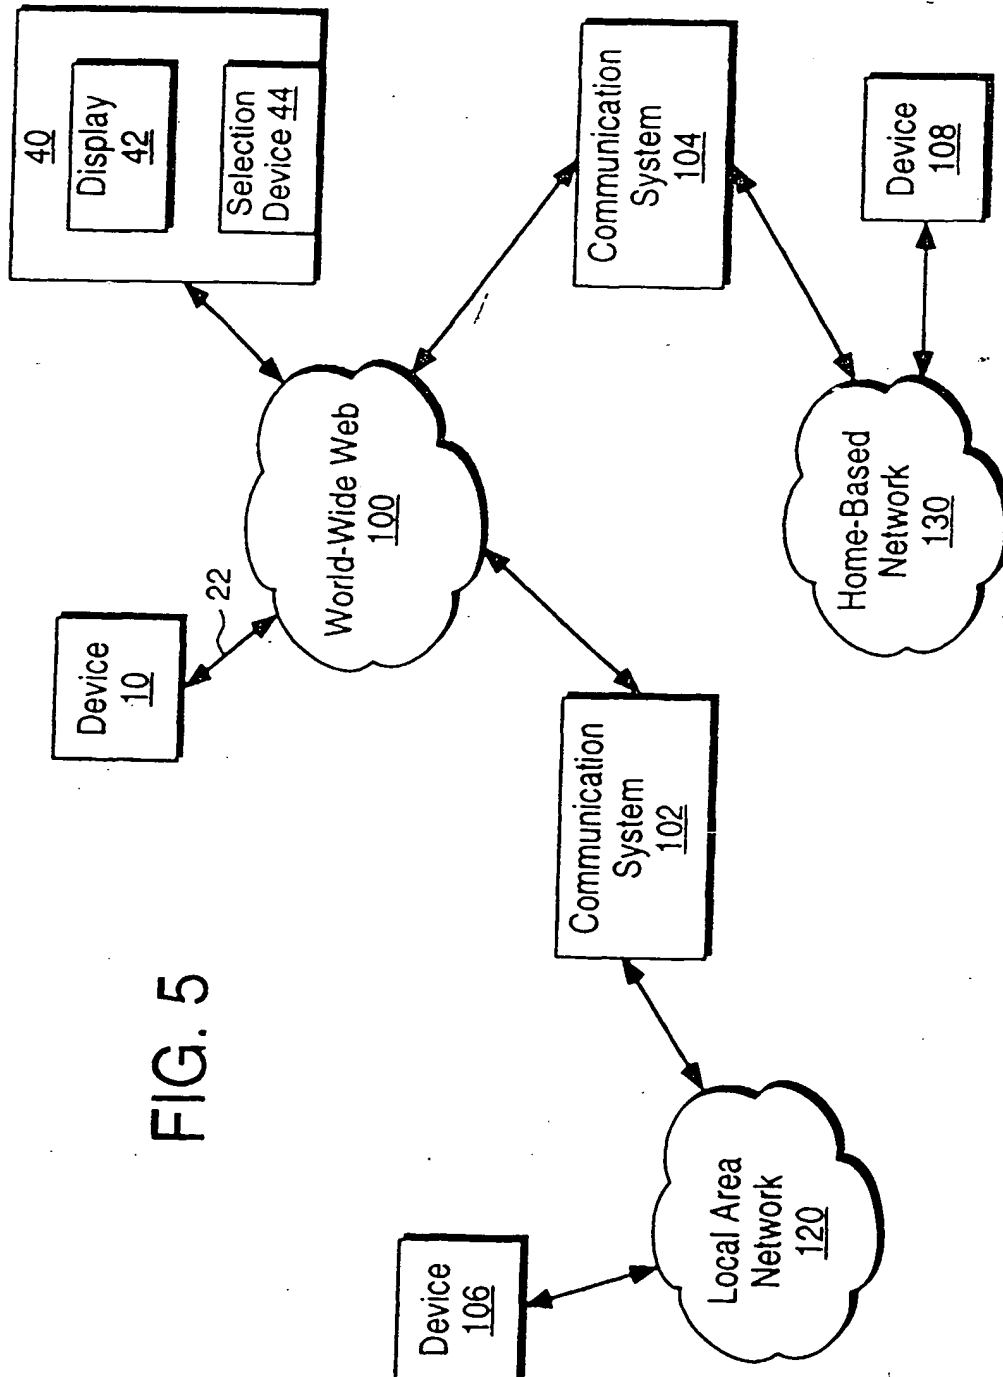 Device
106
Local Area
Network
120
FIG. 5
Communication
System
102
Device
10
22
World-Wide Web
100
40
Display
42
Selection
Device 44
Communication
System
104
Home-Based
Network
130
Device
108